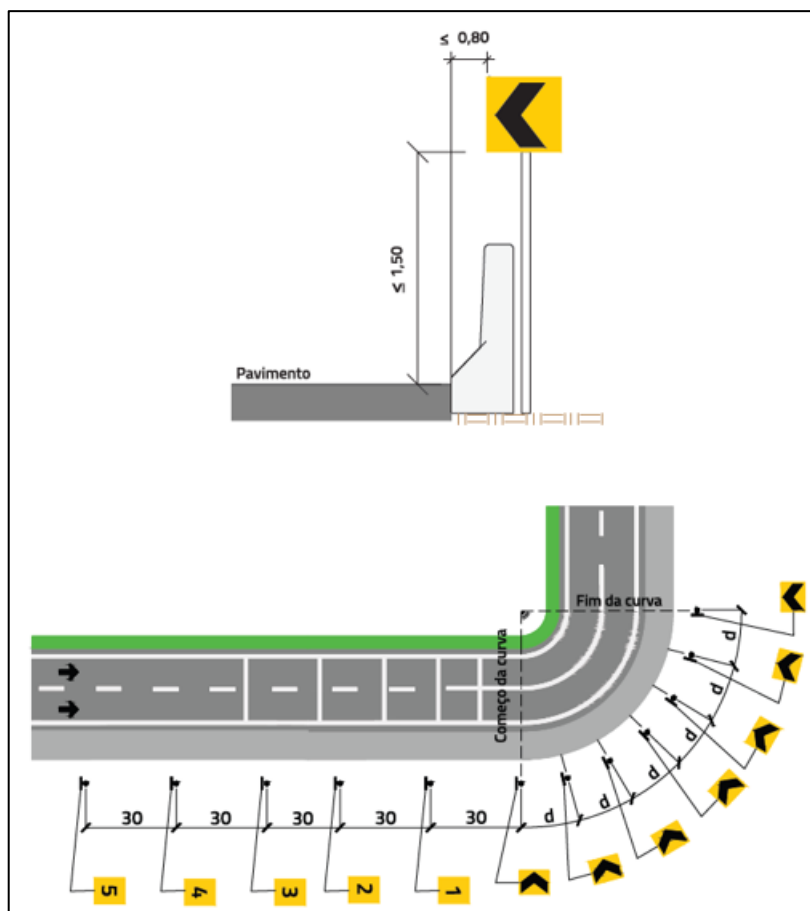 ≤ 0,80
≤ 1,50
Pavimento
Fim da curva
Começo da curva
d
d
d
d
d
d
d
30
30
30
30
30
5
4
3
2
1